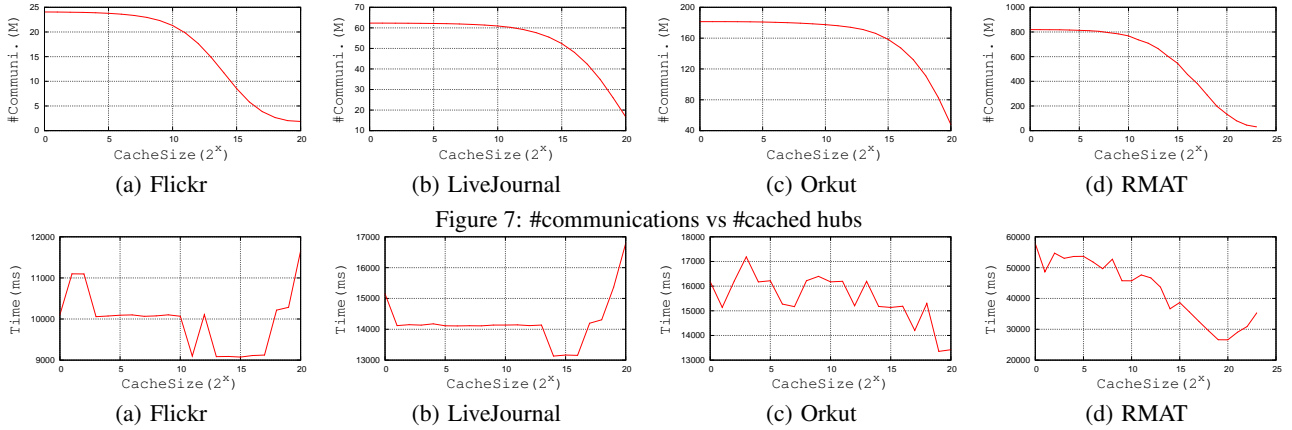 #Communi.(M)
25
20
15
10
5
0
0 5 10 15 20
CacheSize(2^x)
(a) Flickr
#Communi.(M)
70
60
50
40
30
20
10
0 5 10 15 20
CacheSize(2^x)
(b) LiveJournal
#Communi.(M)
200
160
120
80
40
0 5 10 15 20
CacheSize(2^x)
(c) Orkut
#Communi.(M)
1000
800
600
400
200
0
0 5 10 15 20 25
CacheSize(2^x)
(d) RMAT
Figure 7: #communications vs #cached hubs
Time(ms)
12000
11000
10000
9000
0 5 10 15 20
CacheSize(2^x)
(a) Flickr
Time(ms)
17000
16000
15000
14000
13000
0 5 10 15 20
CacheSize(2^x)
(b) LiveJournal
Time(ms)
18000
17000
16000
15000
14000
13000
0 5 10 15 20
CacheSize(2^x)
(c) Orkut
Time(ms)
60000
50000
40000
30000
20000
0 5 10 15 20 25
CacheSize(2^x)
(d) RMAT